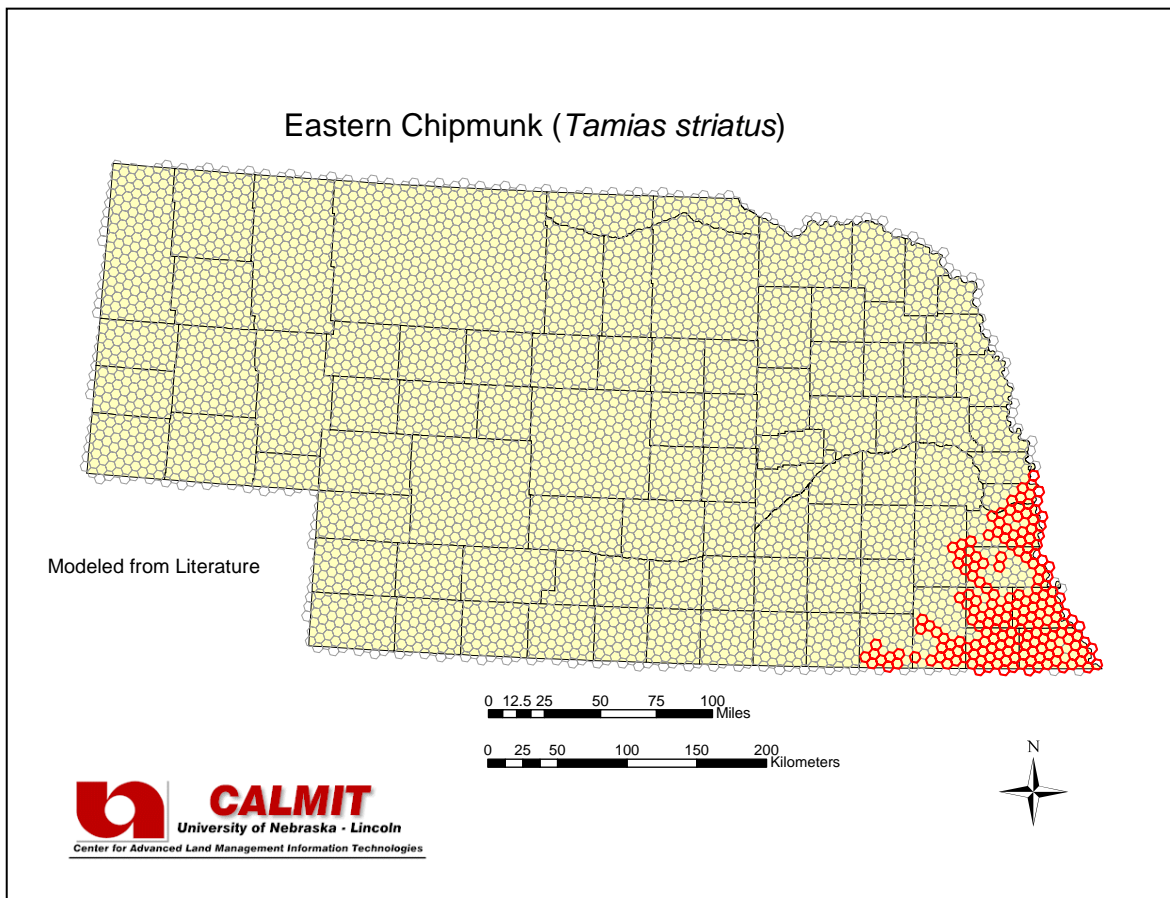 Eastern Chipmunk (Tamias striatus)
Modeled from Literature
0 12.5 25 50 75 100
Miles
0 25 50 100 150 200
Kilometers
N
CALMIT
University of Nebraska - Lincoln
Center for Advanced Land Management Information Technologies